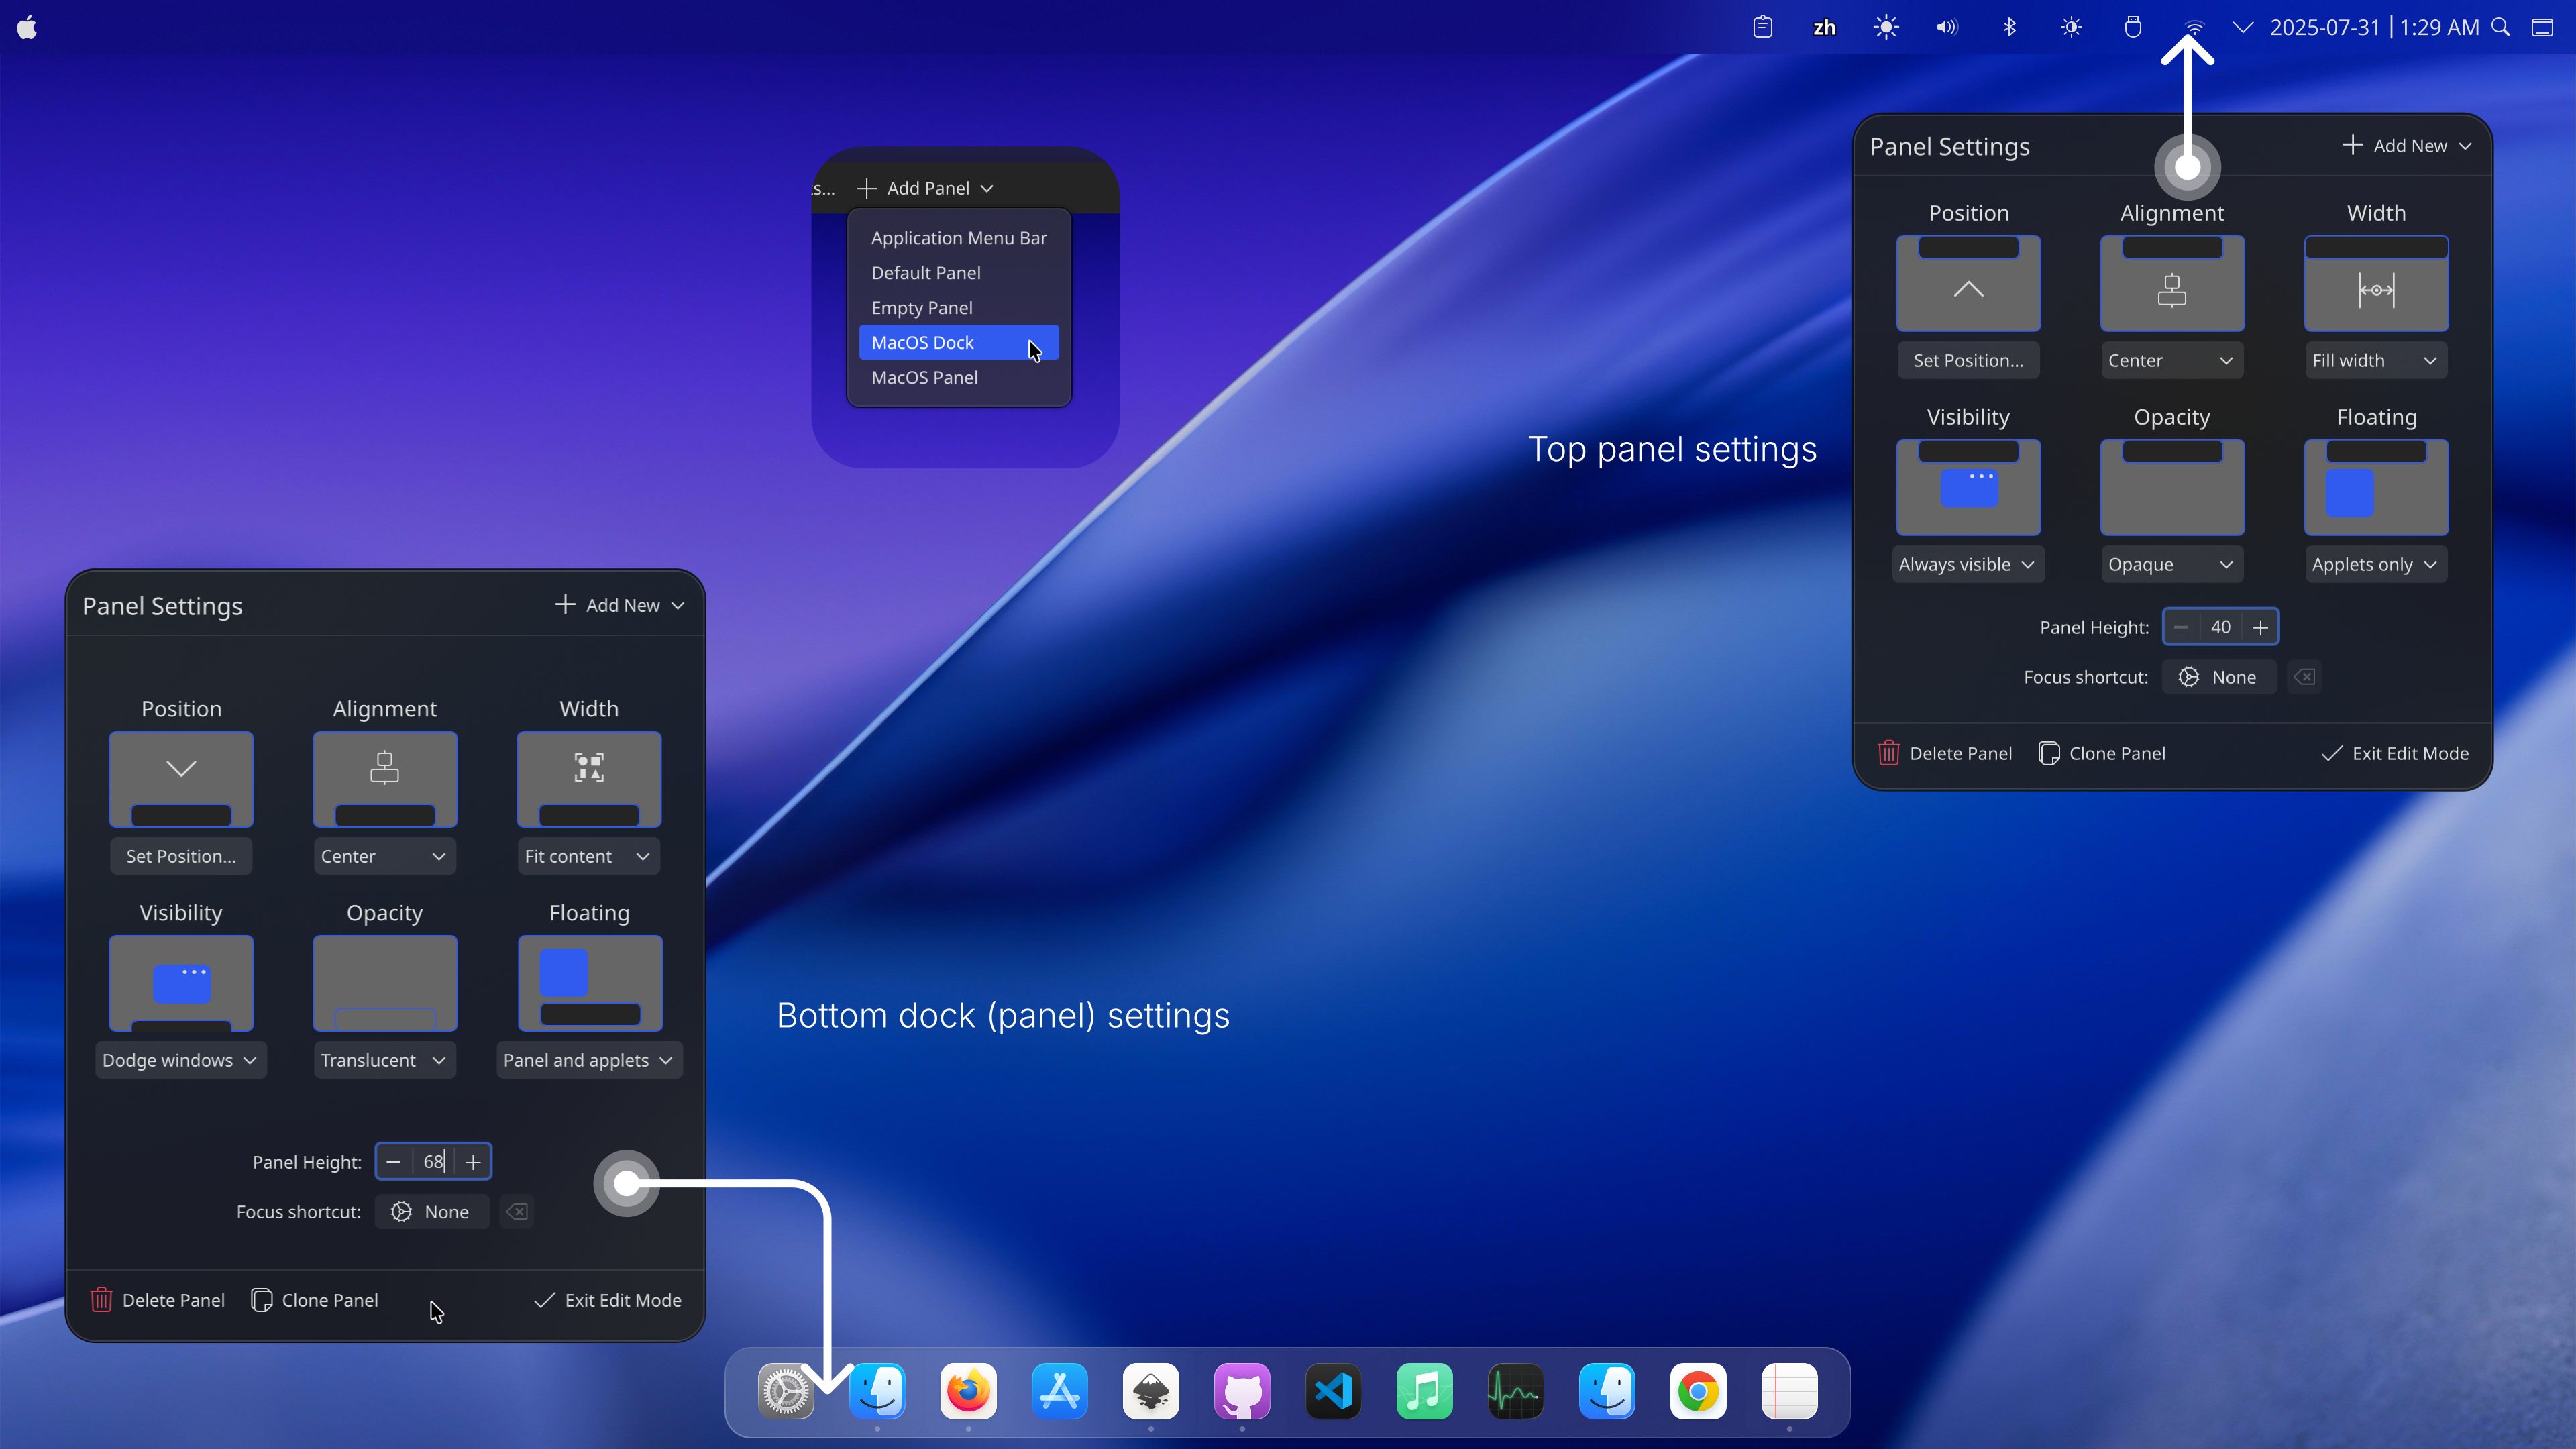 zh
2025-07-31 | 1:29 AM
s... Add Panel
Application Menu Bar
Default Panel
Empty Panel
MacOS Dock
MacOS Panel
Panel Settings
Add New
Position Alignment Width
Set Position... Center Fill width
Visibility Opacity Floating
Always visible Opaque Applets only
Panel Height: 40
Focus shortcut: None
Delete Panel Clone Panel Exit Edit Mode
Top panel settings
Panel Settings
Add New
Position Alignment Width
Set Position... Center Fit content
Visibility Opacity Floating
Dodge windows Translucent Panel and applets
Panel Height: 68
Focus shortcut: None
Delete Panel Clone Panel Exit Edit Mode
Bottom dock (panel) settings